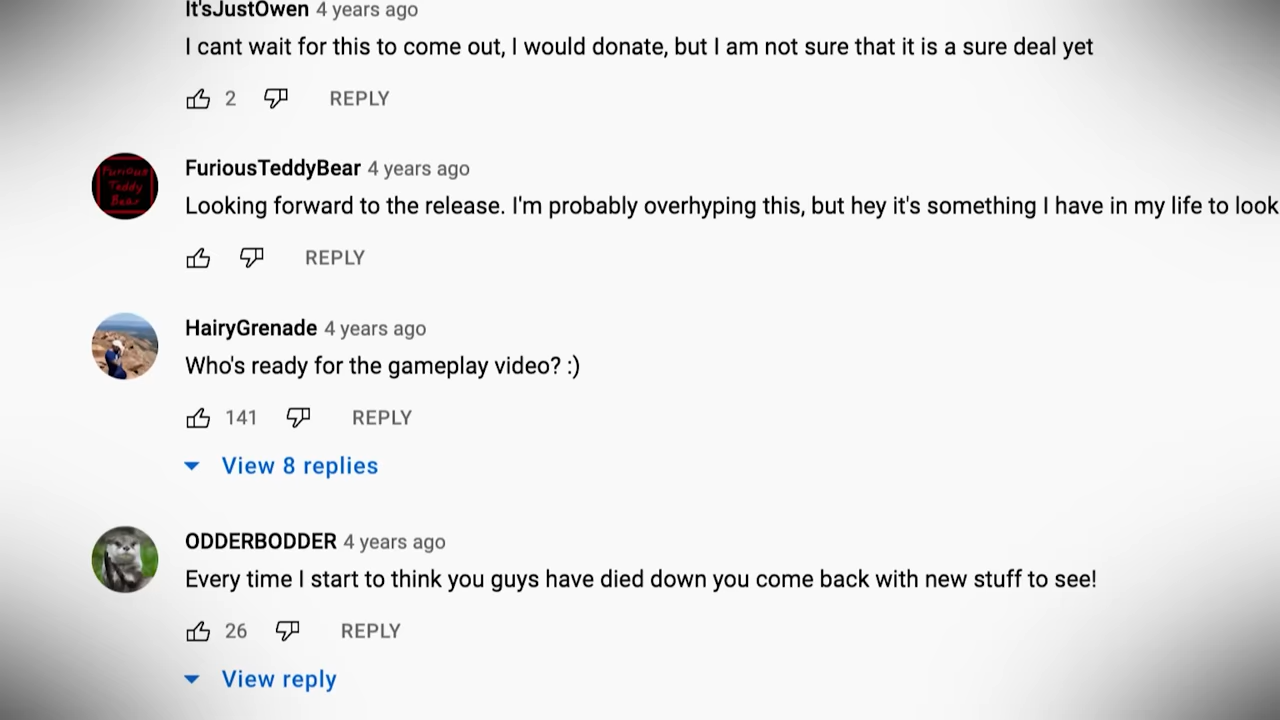 It'sJustOwen 4 years ago
I cant wait for this to come out, I would donate, but I am not sure that it is a sure deal yet
2 REPLY
Furious
Teddy
Bear
FuriousTeddyBear 4 years ago
Looking forward to the release. I'm probably overhyping this, but hey it's something I have in my life to look
REPLY
HairyGrenade 4 years ago
Who's ready for the gameplay video? :)
141 REPLY
View 8 replies
ODDERBODDER 4 years ago
Every time I start to think you guys have died down you come back with new stuff to see!
26 REPLY
View reply